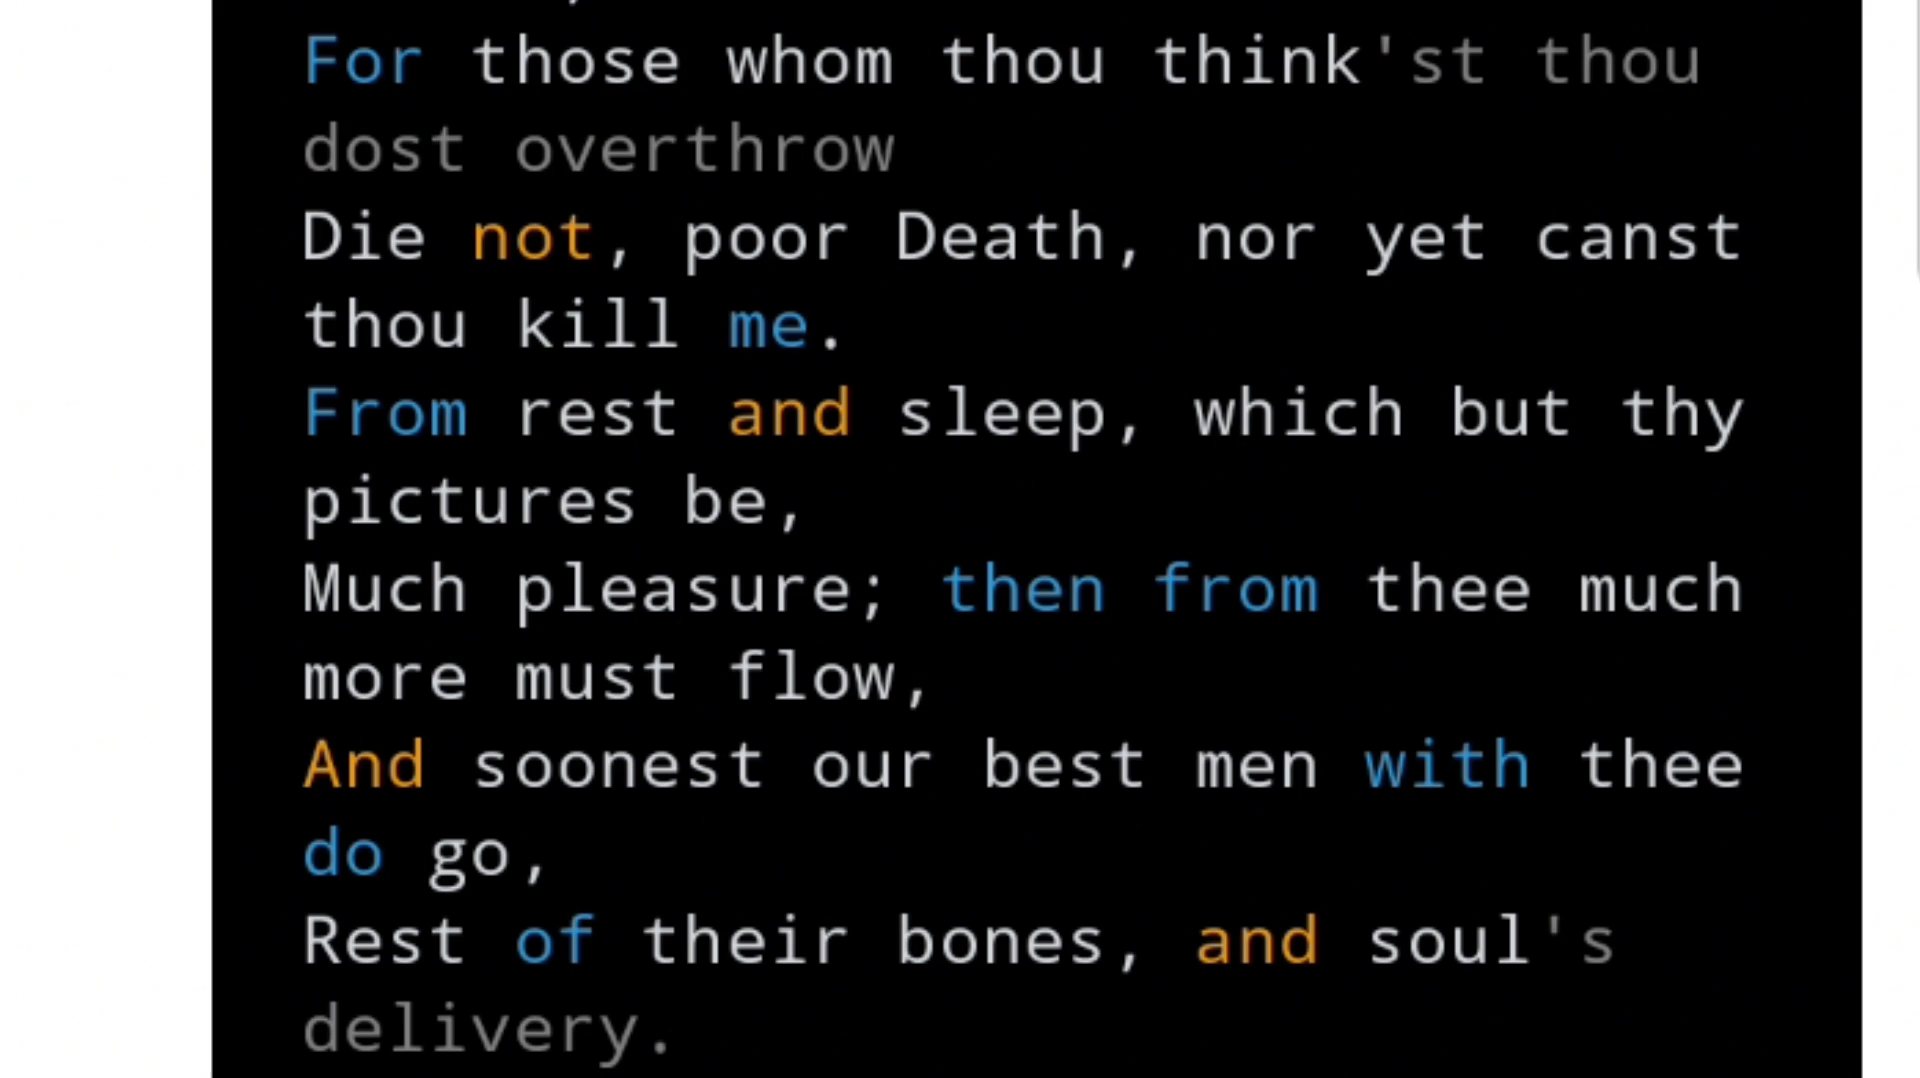 For those whom thou think'st thou
dost overthrow
Die not, poor Death, nor yet canst
thou kill me.
From rest and sleep, which but thy
pictures be,
Much pleasure; then from thee much
more must flow,
And soonest our best men with thee
do go,
Rest of their bones, and soul's
delivery.